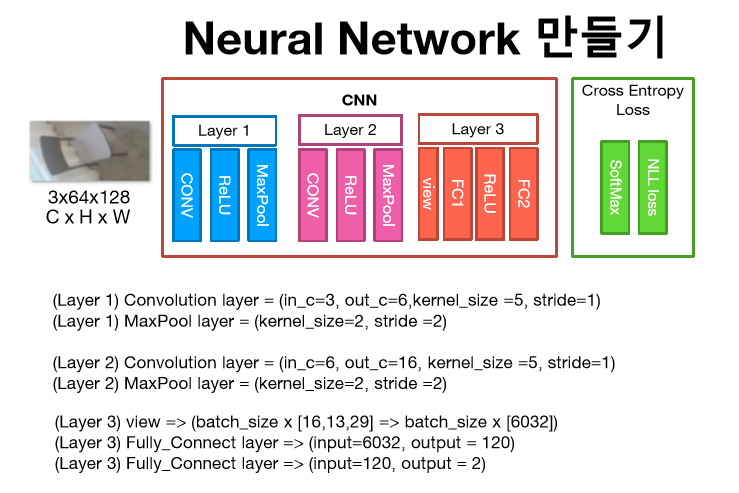 Neural Network 만들기
CNN
Cross Entropy
Loss
Layer 1
Layer 2
Layer 3
CONV
ReLU
MaxPool
CONV
ReLU
MaxPool
view
FC1
ReLU
FC2
SoftMax
NLL loss
3x64x128
C x H x W
(Layer 1) Convolution layer = (in_c=3, out_c=6,kernel_size =5, stride=1)
(Layer 1) MaxPool layer = (kernel_size=2, stride =2)
(Layer 2) Convolution layer = (in_c=6, out_c=16, kernel_size =5, stride=1)
(Layer 2) MaxPool layer = (kernel_size=2, stride =2)
(Layer 3) view => (batch_size x [16,13,29] => batch_size x [6032])
(Layer 3) Fully_Connect layer => (input=6032, output = 120)
(Layer 3) Fully_Connect layer => (input=120, output = 2)